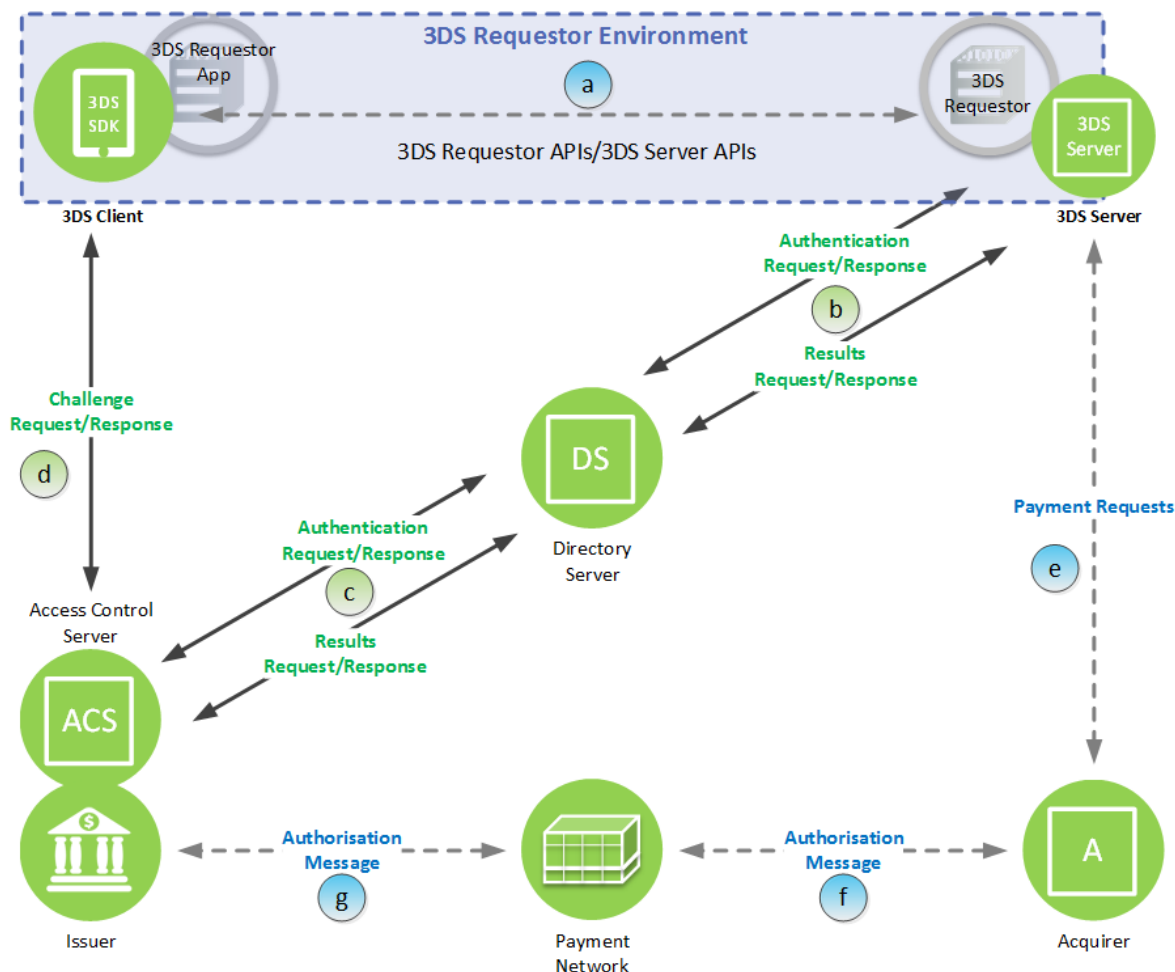 3DS Requestor Environment
3DS Requestor
App
a
3DS
SDK
3DS
Requestor
3DS
Server
3DS Requestor APIs/3DS Server APIs
3DS Client
3DS Server
Authentication
Request/Response
b
Results
Request/Response
Challenge
Request/Response
d
DS
Directory
Server
Authentication
Request/Response
c
Results
Request/Response
Payment Requests
e
Access Control
Server
ACS
$
Issuer
Authorisation
Message
g
Payment
Network
Authorisation
Message
f
A
Acquirer